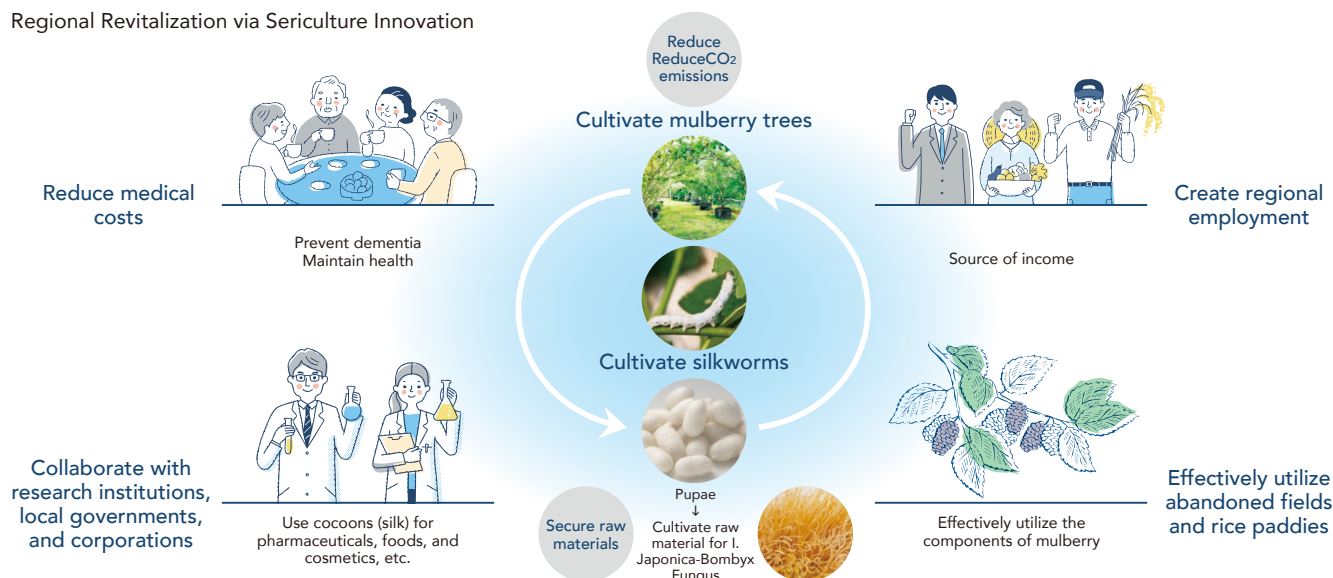 Regional Revitalization via Sericulture Innovation
Reduce
ReduceCO2
emissions
Cultivate mulberry trees
Reduce medical
costs
Prevent dementia
Maintain health
Create regional
employment
Source of income
Cultivate silkworms
Collaborate with
research institutions,
local governments,
and corporations
Use cocoons (silk) for
pharmaceuticals, foods, and
cosmetics, etc.
Secure raw
materials
Pupae
↓
Cultivate raw
material for I.
Japonica-Bombyx
Fungus
Effectively utilize the
components of mulberry
Effectively utilize
abandoned fields
and rice paddies